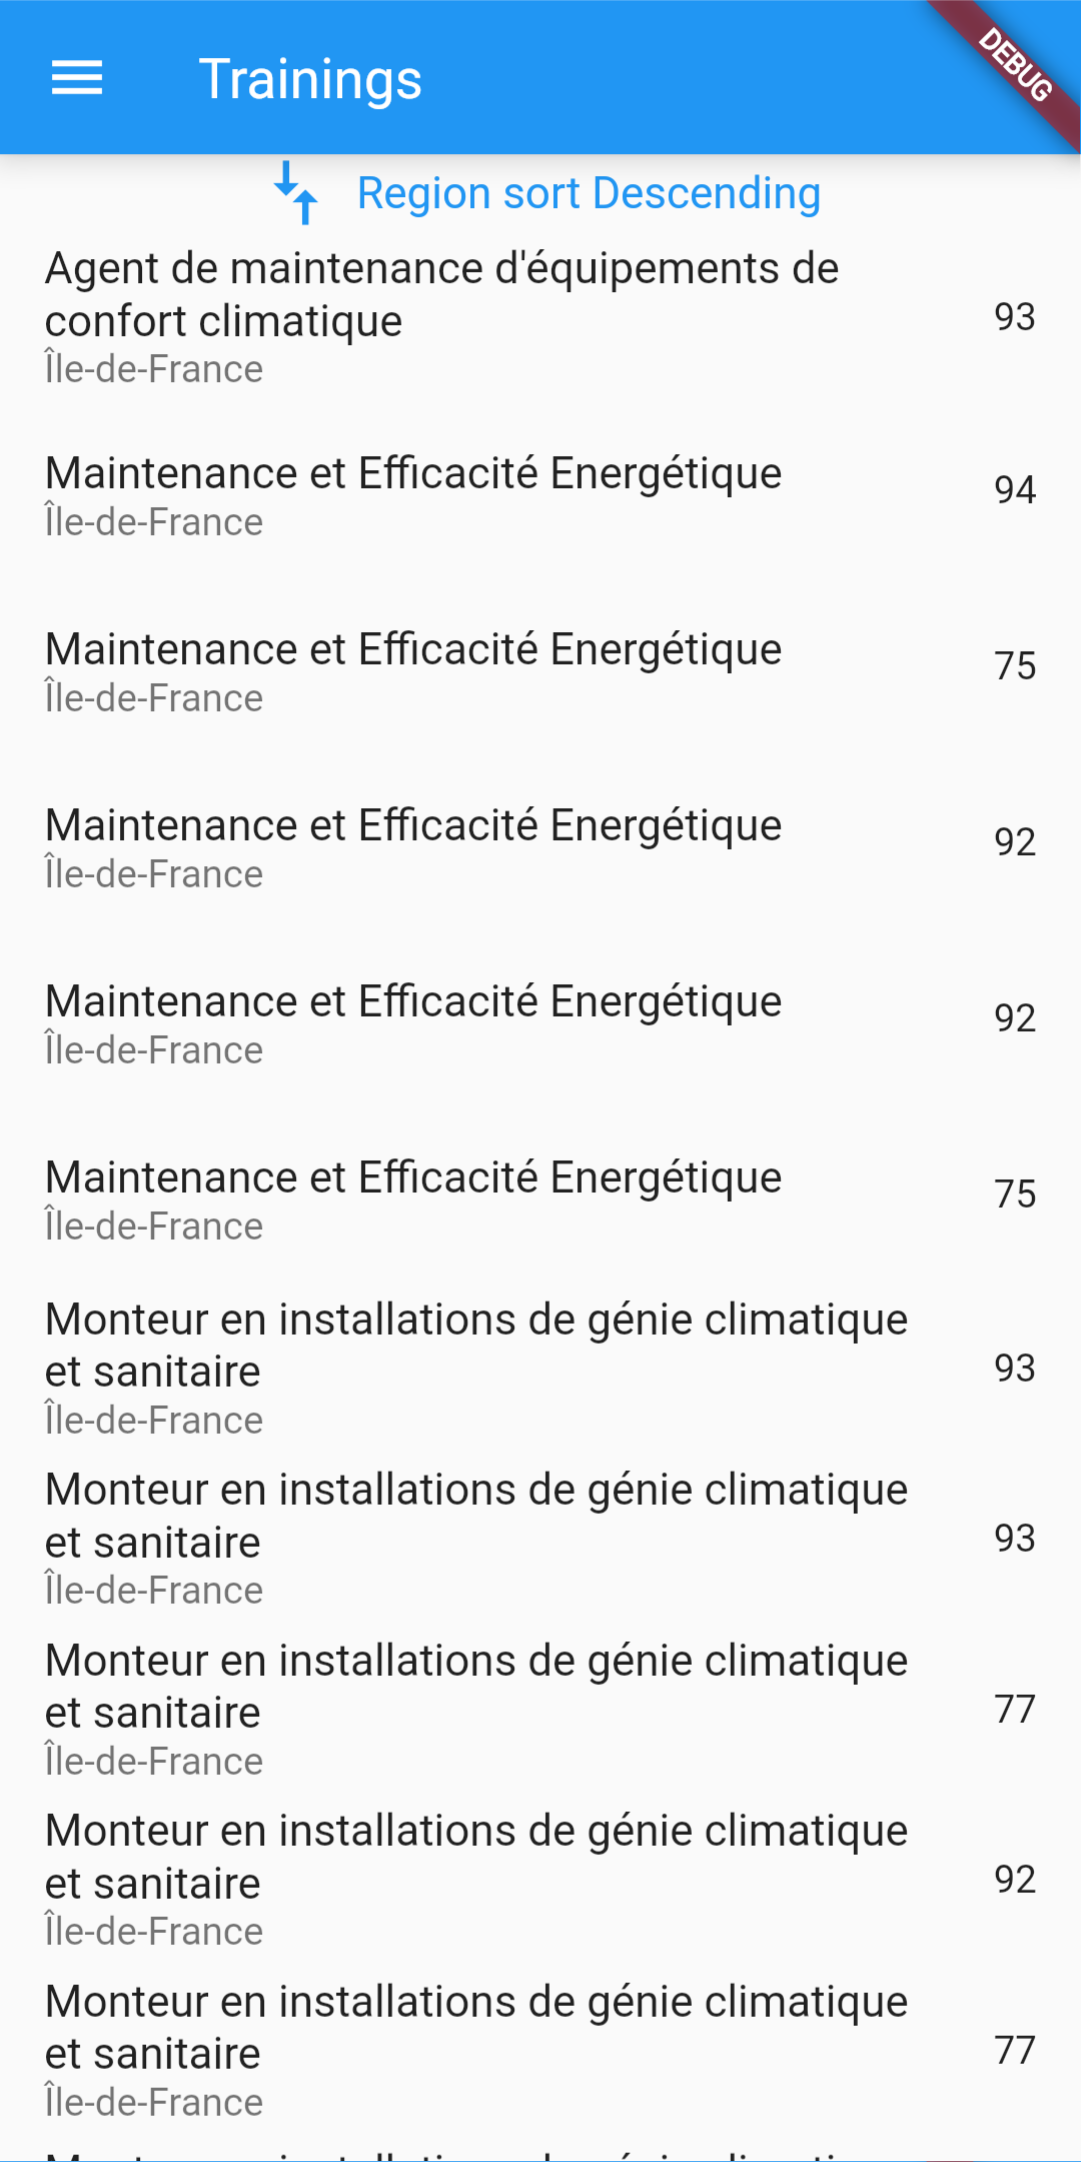 Trainings
DEBUG
Region sort Descending
Agent de maintenance d'équipements de
confort climatique
93
Île-de-France
Maintenance et Efficacité Energétique
94
Île-de-France
Maintenance et Efficacité Energétique
75
Île-de-France
Maintenance et Efficacité Energétique
92
Île-de-France
Maintenance et Efficacité Energétique
92
Île-de-France
Maintenance et Efficacité Energétique
75
Île-de-France
Monteur en installations de génie climatique
et sanitaire
93
Île-de-France
Monteur en installations de génie climatique
et sanitaire
93
Île-de-France
Monteur en installations de génie climatique
et sanitaire
77
Île-de-France
Monteur en installations de génie climatique
et sanitaire
92
Île-de-France
Monteur en installations de génie climatique
et sanitaire
77
Île-de-France